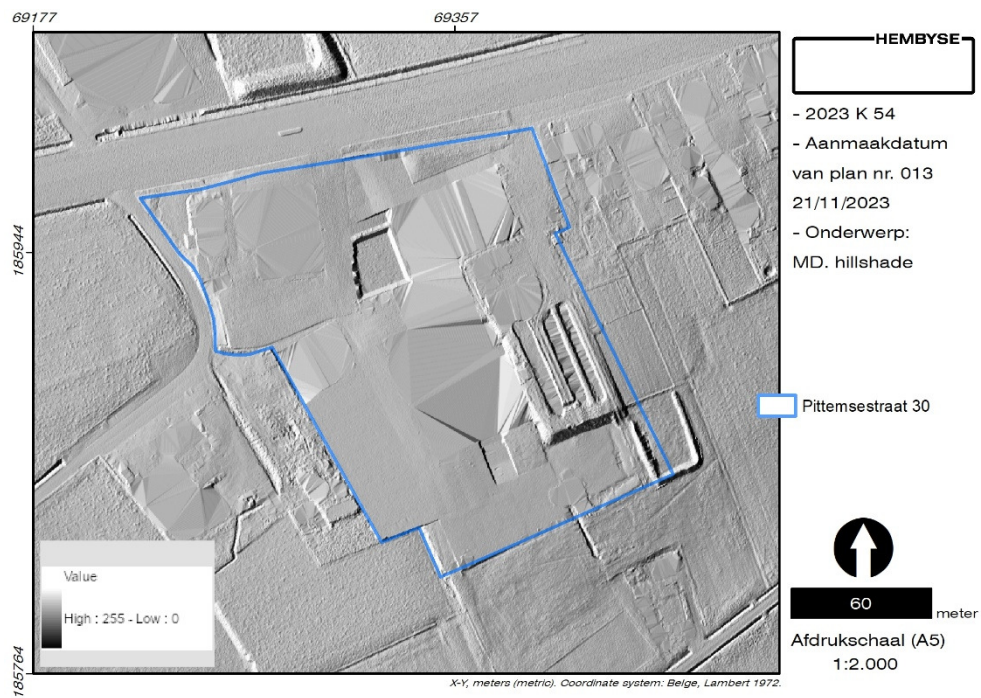 69177
69357
185944
185764
HEMBYSE
- 2023 K 54
- Aanmaakdatum
van plan nr. 013
21/11/2023
- Onderwerp:
MD. hillshade
Pittemsestraat 30
Value
High : 255 - Low : 0
60
meter
Afdrukschaal (A5)
1:2.000
X-Y, meters (metric). Coordinate system: Belge, Lambert 1972.